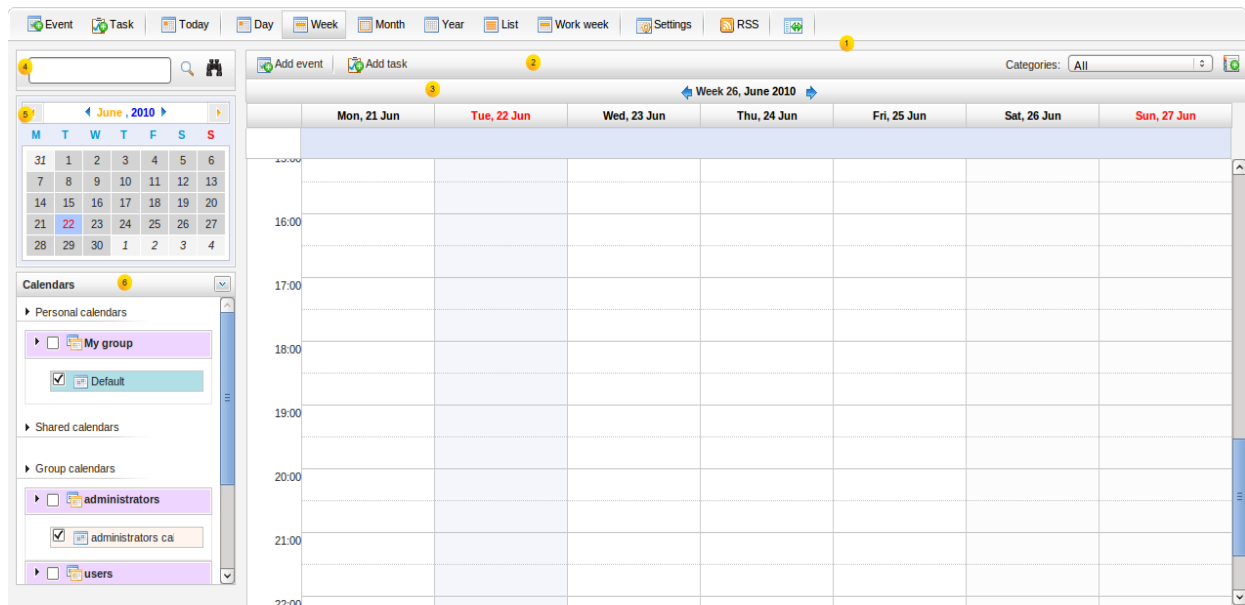 Event Task Today Day Week Month Year List Work week Settings RSS
1
4
Add event Add task 2 Categories: All
3 Week 26, June 2010
5 June , 2010
M T W T F S S
31 1 2 3 4 5 6
7 8 9 10 11 12 13
14 15 16 17 18 19 20
21 22 23 24 25 26 27
28 29 30 1 2 3 4
Mon, 21 Jun Tue, 22 Jun Wed, 23 Jun Thu, 24 Jun Fri, 25 Jun Sat, 26 Jun Sun, 27 Jun
15:00
16:00
17:00
18:00
19:00
20:00
21:00
22:00
Calendars 6
Personal calendars
My group
Default
Shared calendars
Group calendars
administrators
administrators cal
users